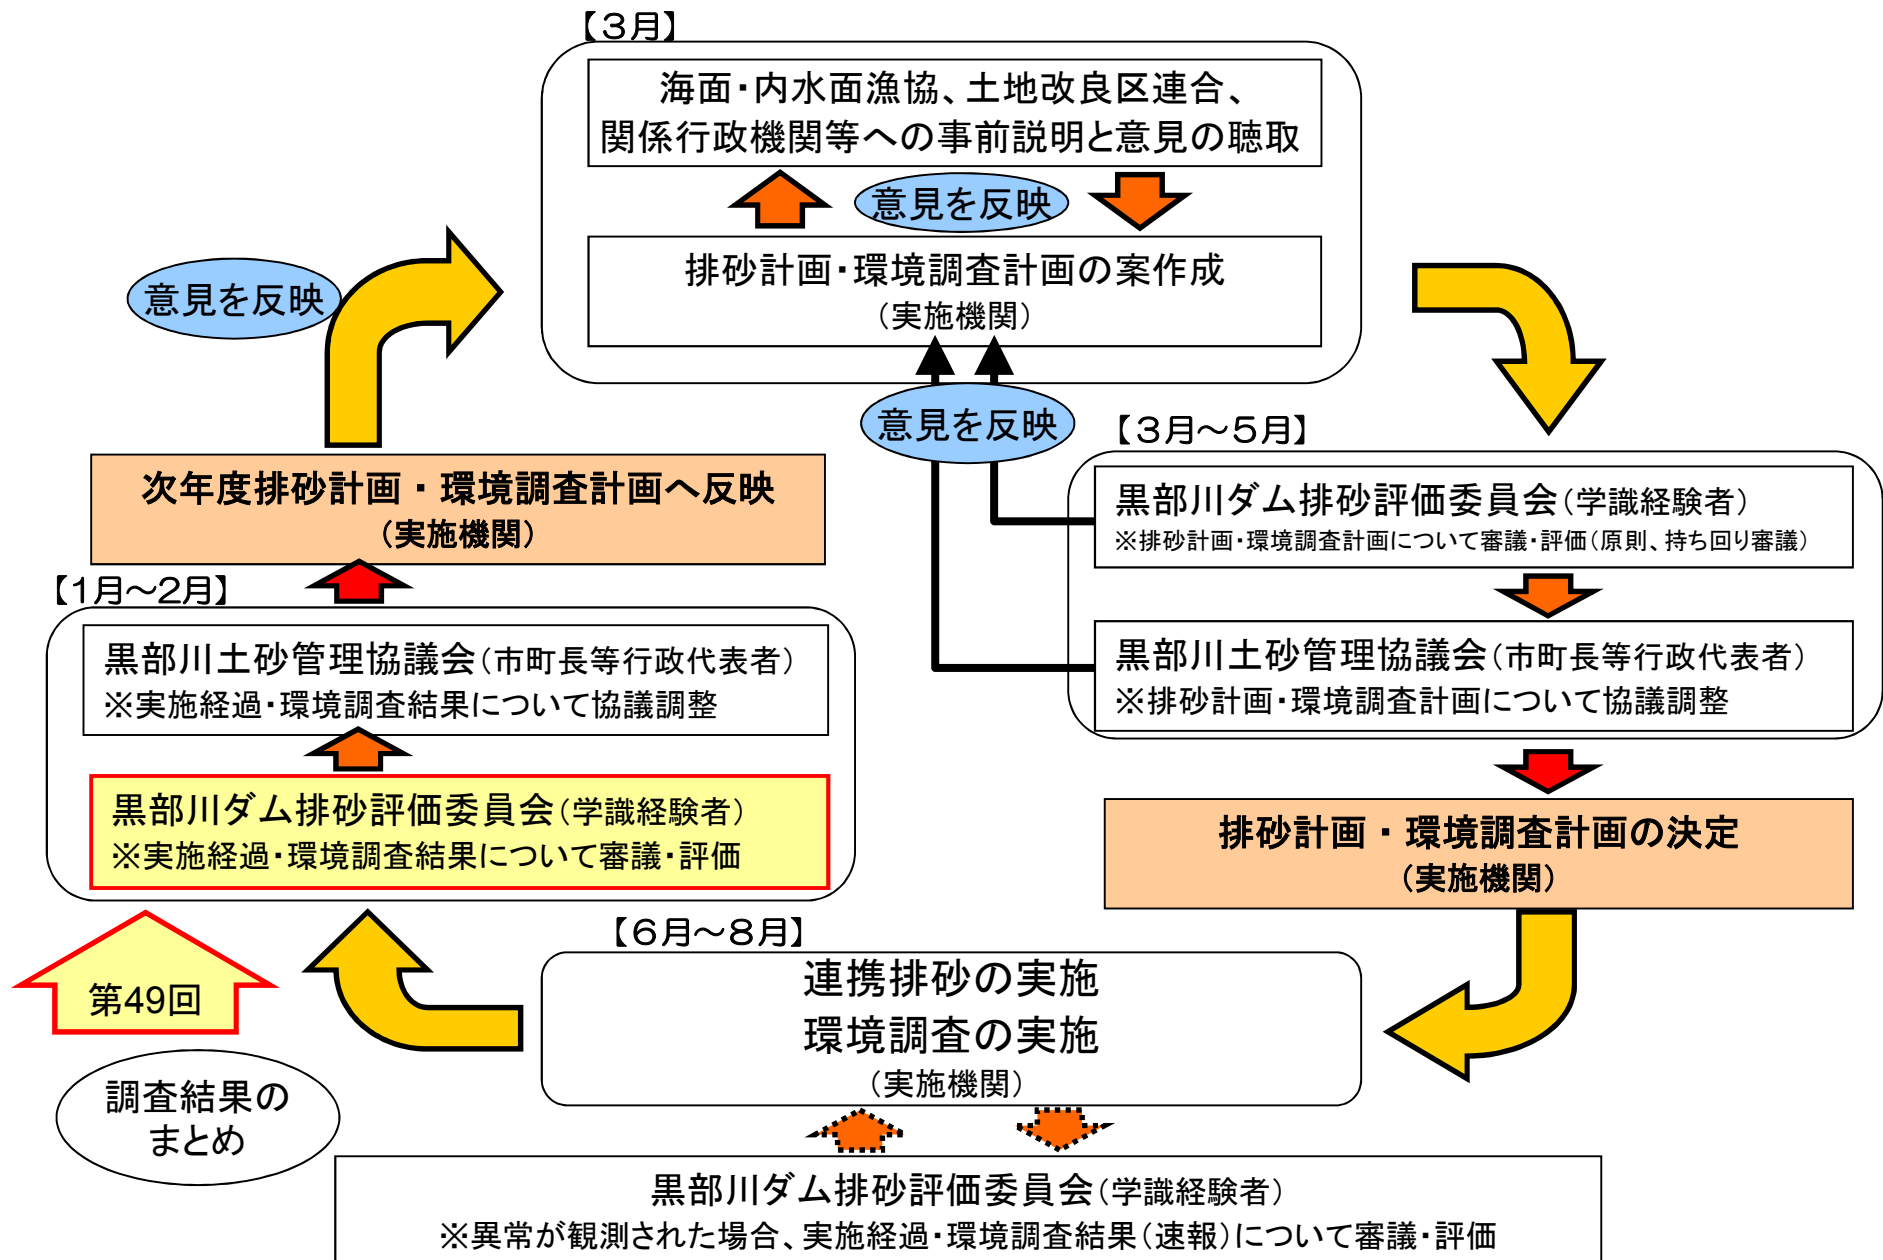 【3月】
海面・内水面漁協、土地改良区連合、
関係行政機関等への事前説明と意見の聴取
意見を反映
排砂計画・環境調査計画の案作成
（実施機関）
意見を反映
意見を反映
【3月～5月】
黒部川ダム排砂評価委員会（学識経験者）
※排砂計画・環境調査計画について審議・評価（原則、持ち回り審議）
黒部川土砂管理協議会（市町長等行政代表者）
※排砂計画・環境調査計画について協議調整
排砂計画・環境調査計画の決定
（実施機関）
【6月～8月】
連携排砂の実施
環境調査の実施
（実施機関）
黒部川ダム排砂評価委員会（学識経験者）
※異常が観測された場合、実施経過・環境調査結果（速報）について審議・評価
次年度排砂計画・環境調査計画へ反映
（実施機関）
【1月～2月】
黒部川土砂管理協議会（市町長等行政代表者）
※実施経過・環境調査結果について協議調整
黒部川ダム排砂評価委員会（学識経験者）
※実施経過・環境調査結果について審議・評価
第49回
調査結果の
まとめ